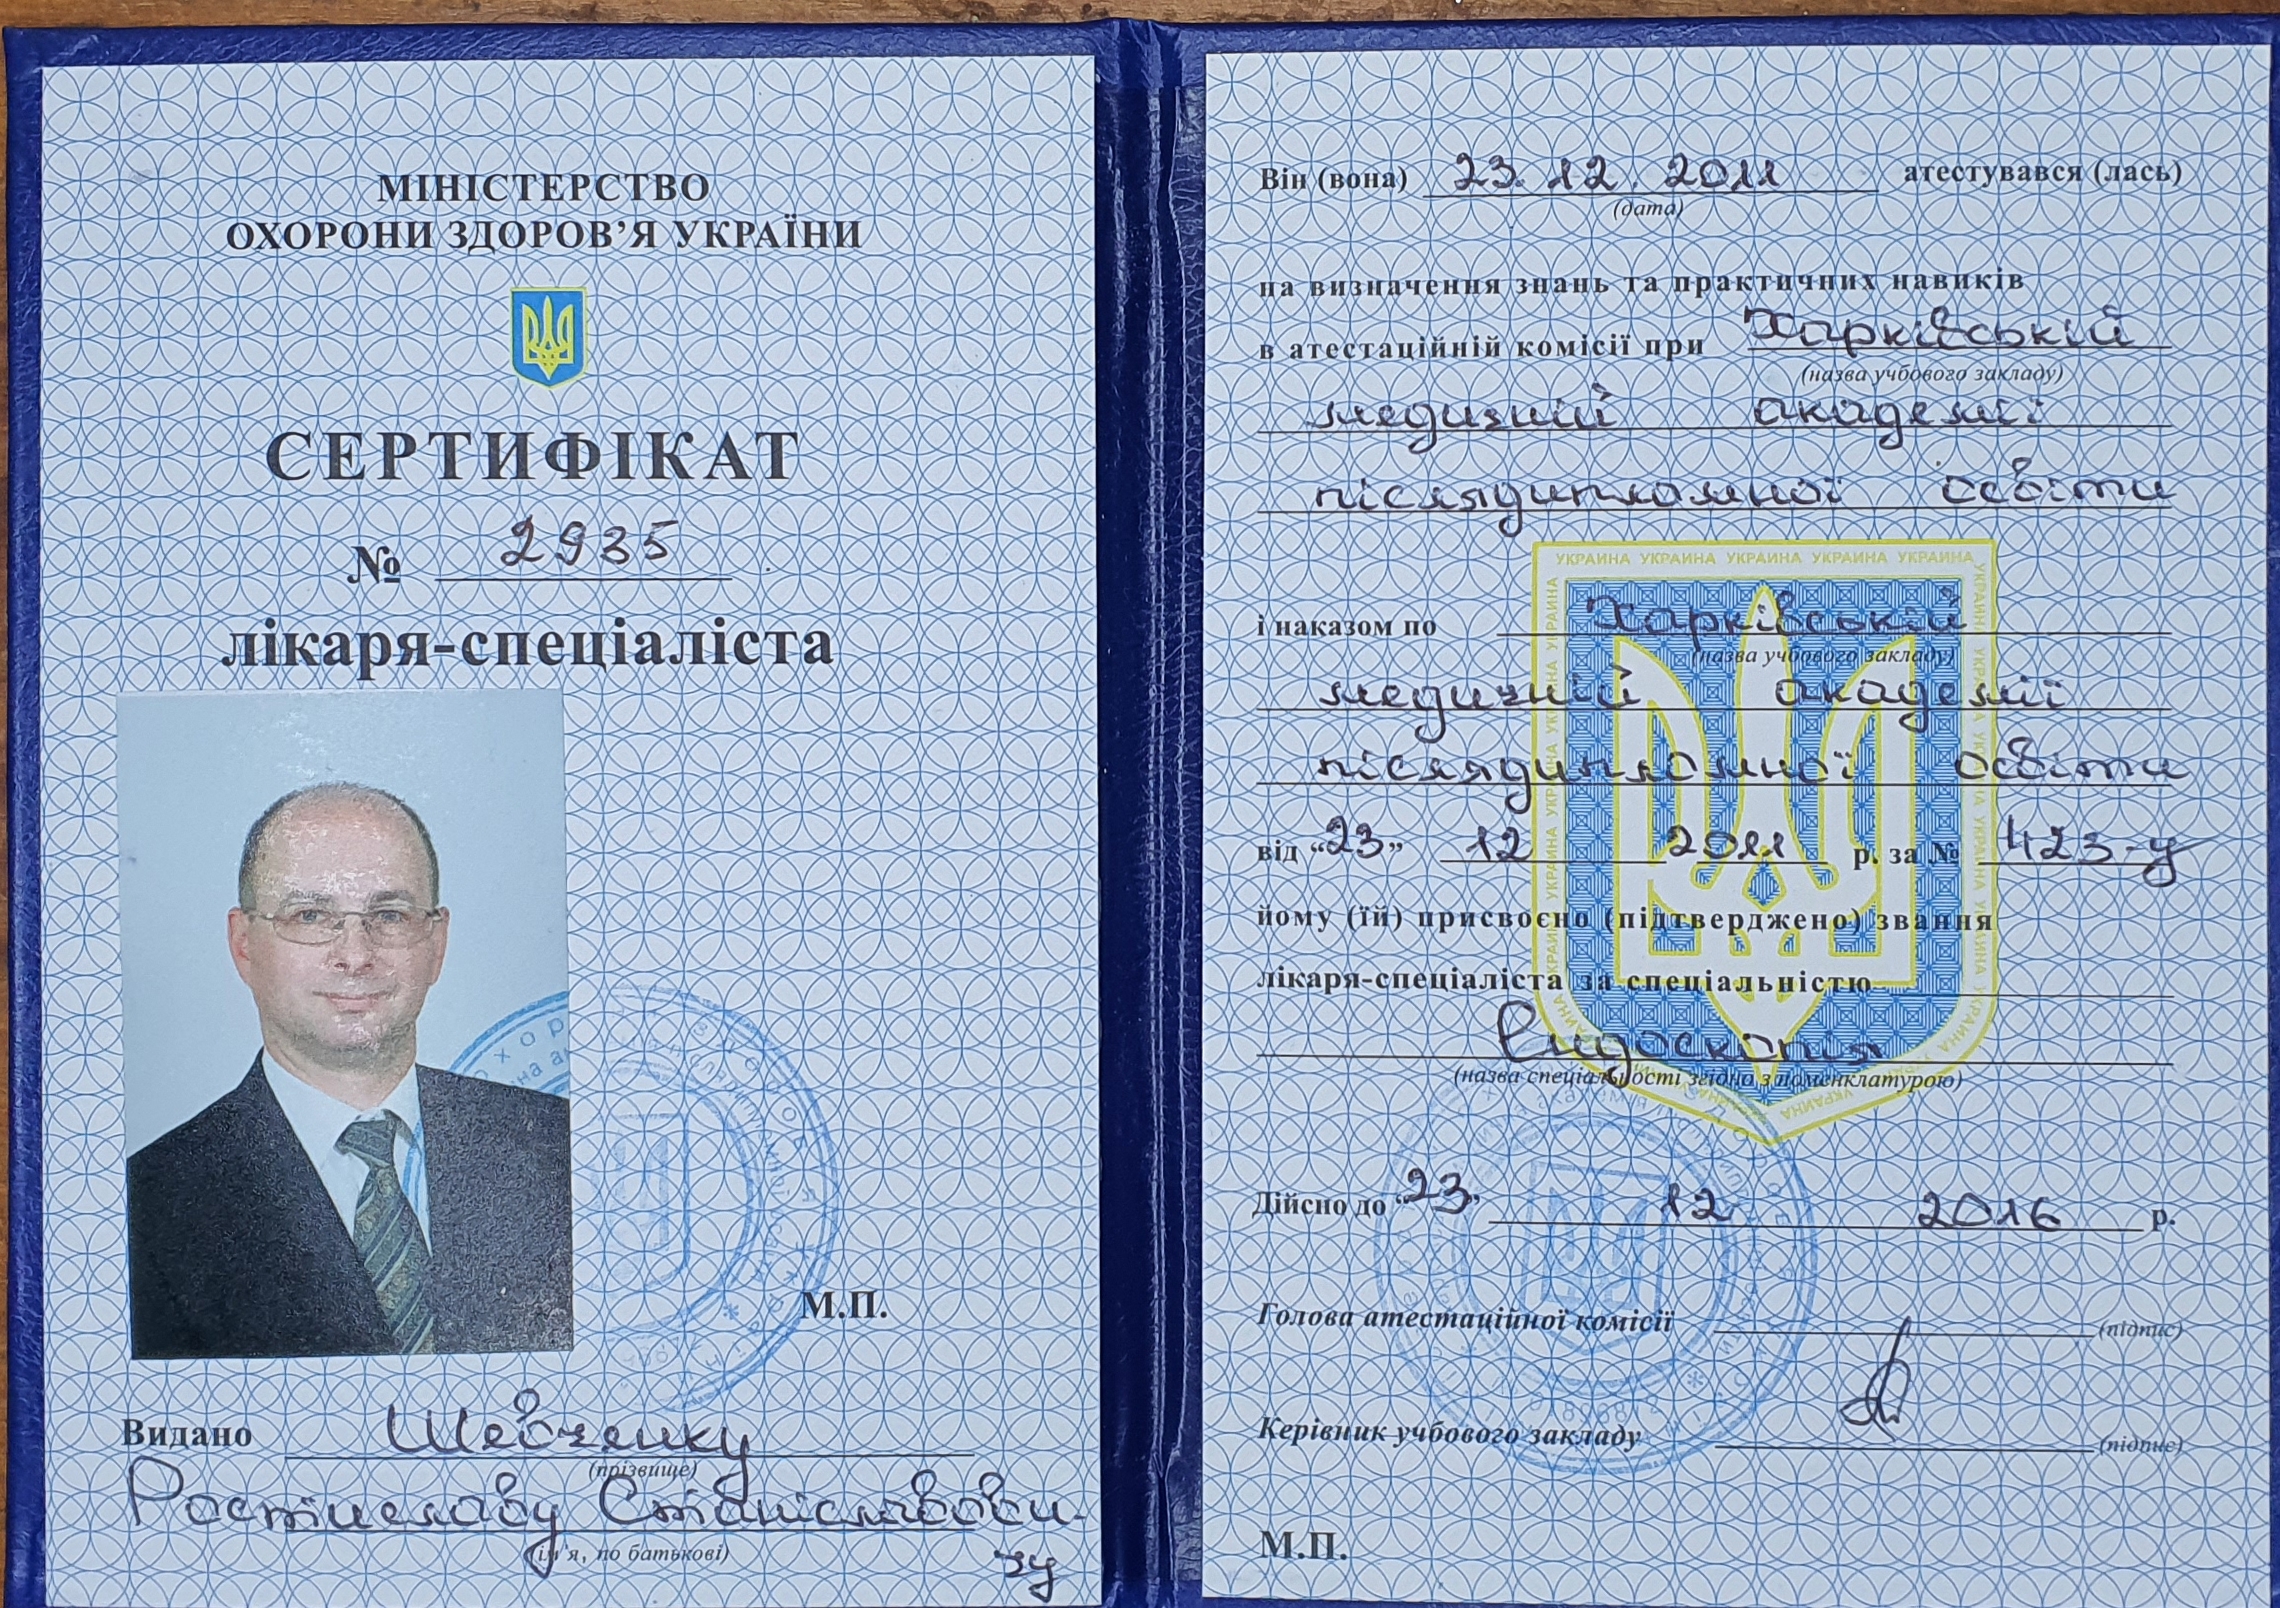 МІНІСТЕРСТВО
ОХОРОНИ ЗДОРОВ’Я УКРАЇНИ
СЕРТИФІКАТ
№ 2935
лікаря-спеціаліста
М.П.
Видано Шевченку
(прізвище)
Ростиславу Станіславови-
(ім’я, по батькові)
чу
Він (вона) 23. 12. 2011 атестувався (лась)
(дата)
на визначення знань та практичних навиків
в атестаційній комісії при Харківській
(назва учбового закладу)
медичній академії
післядипломної освіти
УКРАИНА УКРАИНА УКРАИНА УКРАИНА УКРАИНА
і наказом по Харківській
(назва учбового закладу)
медичній академії
післядипломної освіти
від “23” 12 2011 р. за № 423-у
йому (їй) присвоєно (підтверджено) звання
лікаря-спеціаліста за спеціальністю
Ендоскопія
(назва спеціальності згідно з номенклатурою)
Дійсно до “23” 12 2016 р.
Голова атестаційної комісії (підпис)
Керівник учбового закладу (підпис)
М.П.